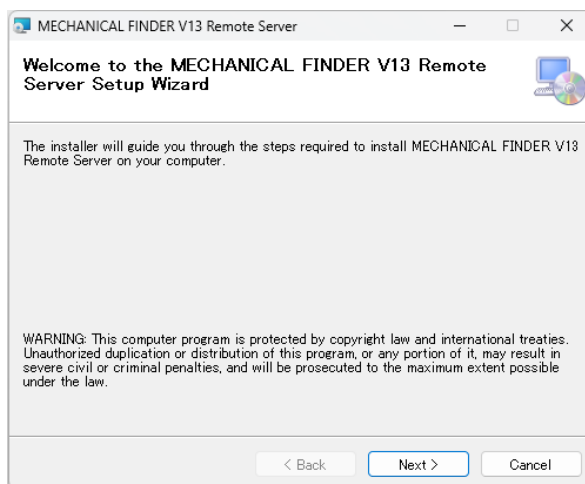 MECHANICAL FINDER V13 Remote Server
Welcome to the MECHANICAL FINDER V13 Remote
Server Setup Wizard
The installer will guide you through the steps required to install MECHANICAL FINDER V13
Remote Server on your computer.
WARNING: This computer program is protected by copyright law and international treaties.
Unauthorized duplication or distribution of this program, or any portion of it, may result in
severe civil or criminal penalties, and will be prosecuted to the maximum extent possible
under the law.
< Back Next > Cancel